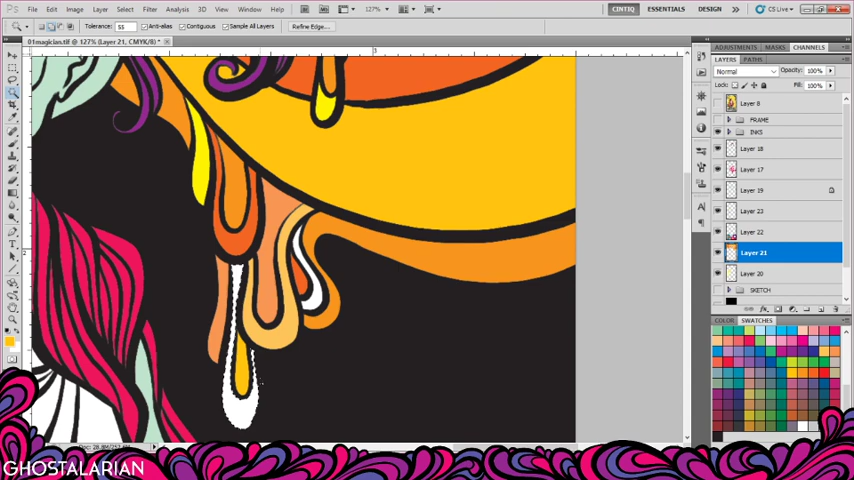 PS File Edit Image Layer Select Filter Analysis 3D View Window Help
127%
CINTIQ ESSENTIALS DESIGN CS Live
Tolerance: 55 Anti-alias Contiguous Sample All Layers Refine Edge...
01magician.tif @ 127% (Layer 21, CMYK/8) *
ADJUSTMENTS MASKS CHANNELS
LAYERS PATHS
Normal Opacity: 100%
Lock: Fill: 100%
Layer 8
FRAME
INKS
Layer 18
Layer 17
Layer 19
Layer 23
Layer 22
Layer 21
Layer 20
SKETCH
COLOR SWATCHES
GHOSTALARIAN